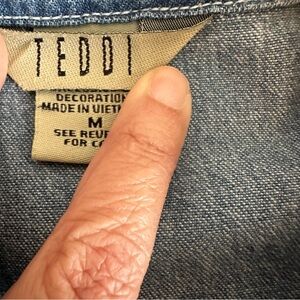 TEDDI
DECORATION
MADE IN
M
SEE
FOR